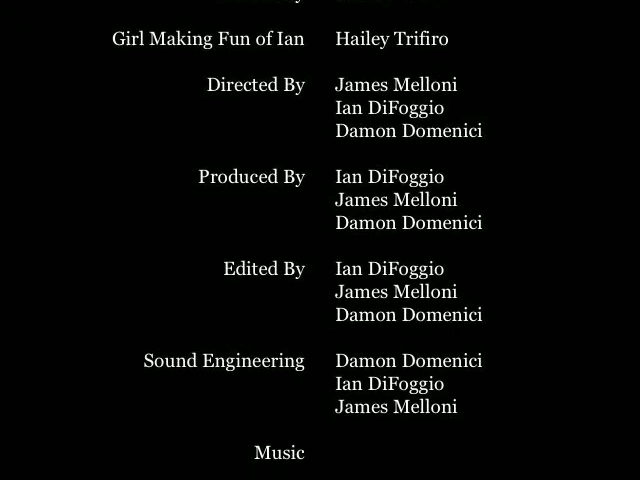 Girl Making Fun of Ian Hailey Trifiro
Directed By James Melloni
Ian DiFoggio
Damon Domenici
Produced By Ian DiFoggio
James Melloni
Damon Domenici
Edited By Ian DiFoggio
James Melloni
Damon Domenici
Sound Engineering Damon Domenici
Ian DiFoggio
James Melloni
Music